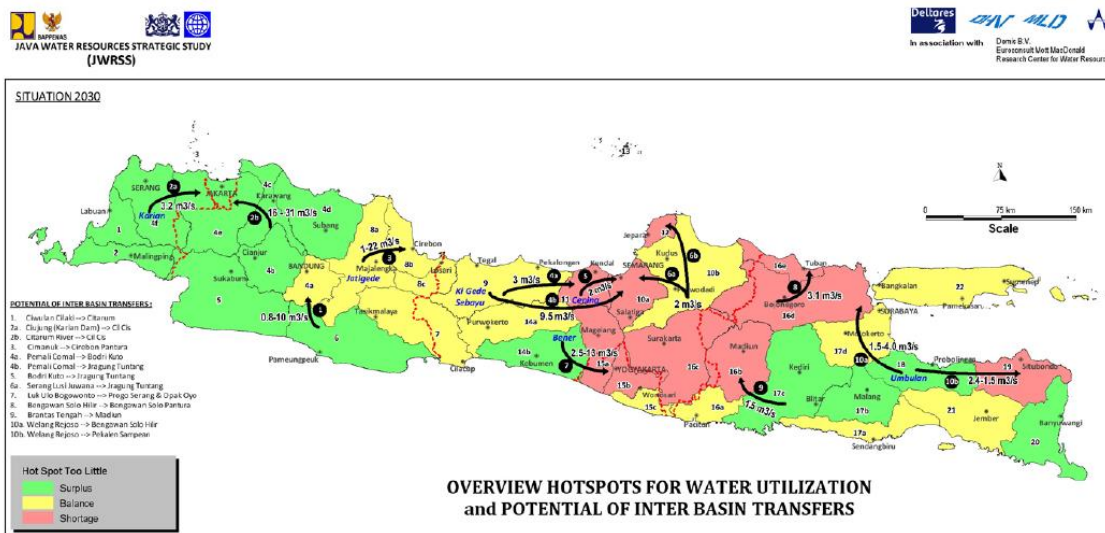 BAPPENAS
JAVA WATER RESOURCES STRATEGIC STUDY
(JWRSS)
Deltares
DHV MLD
In association with
Demis B.V.
Euroconsult Mott MacDonald
Research Center for Water Resour
SITUATION 2030
N
0 75 km 150 km
Scale
SERANG
JAKARTA
Karawang
Labuan
Karian
3.2 m3/s
16 - 31 m3/s
Subang
Malingping
Cianjur
Sukabumi
BANDUNG
1-22 m3/s
Cirebon
Majalengka
Jatigede
Losari
Tegal
Pekalongan
Kendal
Jepara
Kudus
SEMARANG
Purwodadi
Tuban
Bojonegoro
3.1 m3/s
Bangkalan
Pamekasan
Sumenep
SURABAYA
Mojokerto
3 m3/s
2 m3/s
Ki Gede
Sebayu
Cening
9.5 m3/s
2 m3/s
Salatiga
0.8-10 m3/s
Tasikmalaya
Purwokerto
Magelang
Surakarta
Madiun
Bener
2.5-13 m3/s
YOGYAKARTA
Pameungpeuk
Cilacap
Kebumen
Wonosari
Pacitan
1.5 m3/s
Kediri
Blitar
Malang
1.5-4.0 m3/s
Umbulan
Probolinggo
Situbondo
2.4-1.5 m3/s
Jember
Banyuwangi
Sendangbiru
POTENTIAL OF INTER BASIN TRANSFERS :
1. Ciwulan Cilaki --> Citarum
2a. Ciujung (Karian Dam) --> Cil Cis
2b. Citarum River --> Cil Cis
3. Cimanuk --> Cirebon Pantura
4a. Pemali Comal --> Bodri Kuto
4b. Pemali Comal --> Jragung Tuntang
5. Bodri Kuto --> Jragung Tuntang
6a. Serang Lusi Juwana --> Jragung Tuntang
7. Luk Ulo Bogowonto --> Progo Serang & Opak Oyo
8. Bengawan Solo Hilir --> Bengawan Solo Pantura
9. Brantas Tengah --> Madiun
10a. Welang Rejoso --> Bengawan Solo Hilir
10b. Welang Rejoso --> Pekalen Sampean
Hot Spot Too Little
Surplus
Balance
Shortage
OVERVIEW HOTSPOTS FOR WATER UTILIZATION
and POTENTIAL OF INTER BASIN TRANSFERS